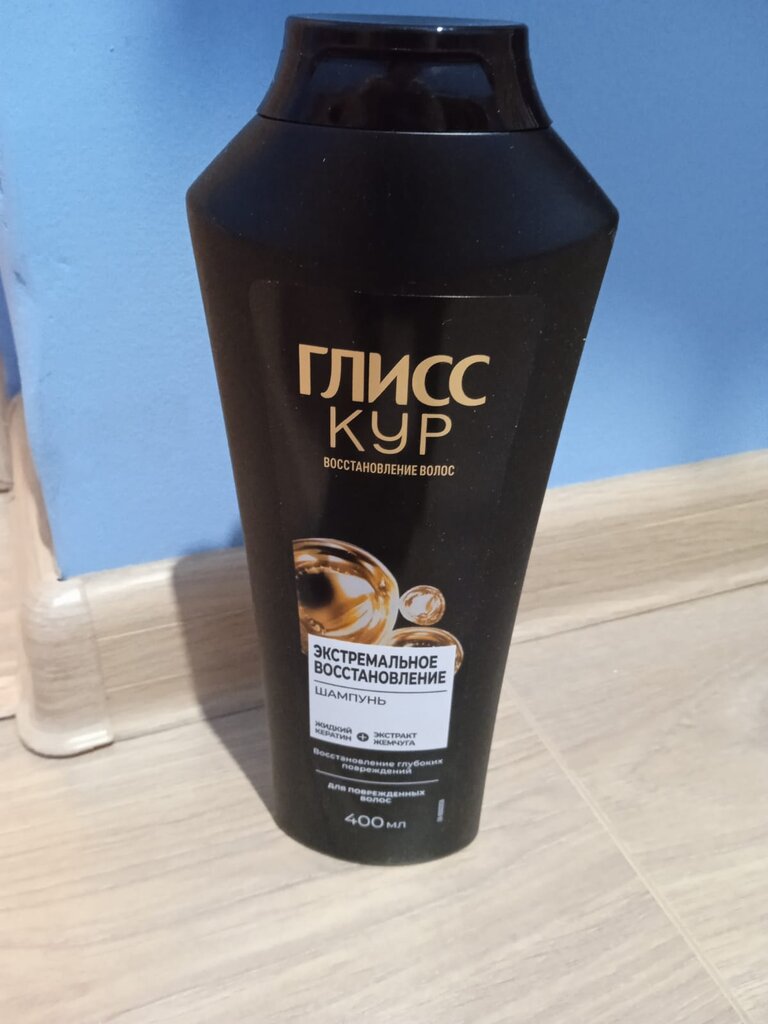 ГЛИСС
КУР
ВОССТАНОВЛЕНИЕ ВОЛОС
ЭКСТРЕМАЛЬНОЕ
ВОССТАНОВЛЕНИЕ
ШАМПУНЬ
ЖИДКИЙ
КЕРАТИН + ЭКСТРАКТ
ЖЕМЧУГА
Восстановление глубоких
повреждений
ДЛЯ ПОВРЕЖДЕННЫХ
ВОЛОС
400 мл